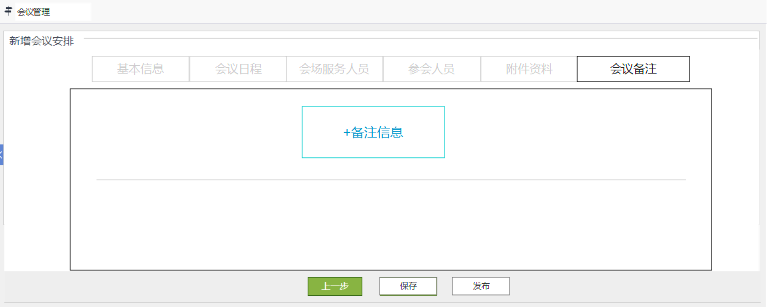 会议管理
新增会议安排
基本信息 会议日程 会场服务人员 参会人员 附件资料 会议备注
+备注信息
上一步 保存 发布